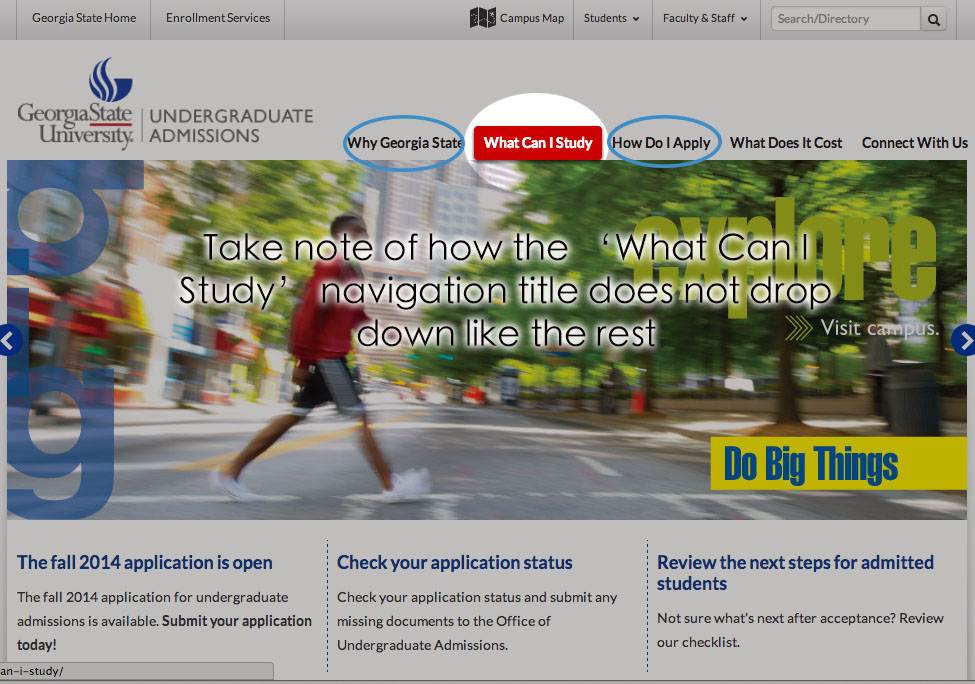 Georgia State Home
Enrollment Services
Campus Map
Students
Faculty & Staff
Search/Directory
GeorgiaState
University.
UNDERGRADUATE
ADMISSIONS
Why Georgia State
What Can I Study
How Do I Apply
What Does It Cost
Connect With Us
big
explore
Take note of how the ‘What Can I
Study’ navigation title does not drop
down like the rest
Visit campus.
Do Big Things
The fall 2014 application is open
The fall 2014 application for undergraduate
admissions is available. Submit your application
today!
Check your application status
Check your application status and submit any
missing documents to the Office of
Undergraduate Admissions.
Review the next steps for admitted
students
Not sure what's next after acceptance? Review
our checklist.
an-i-study/